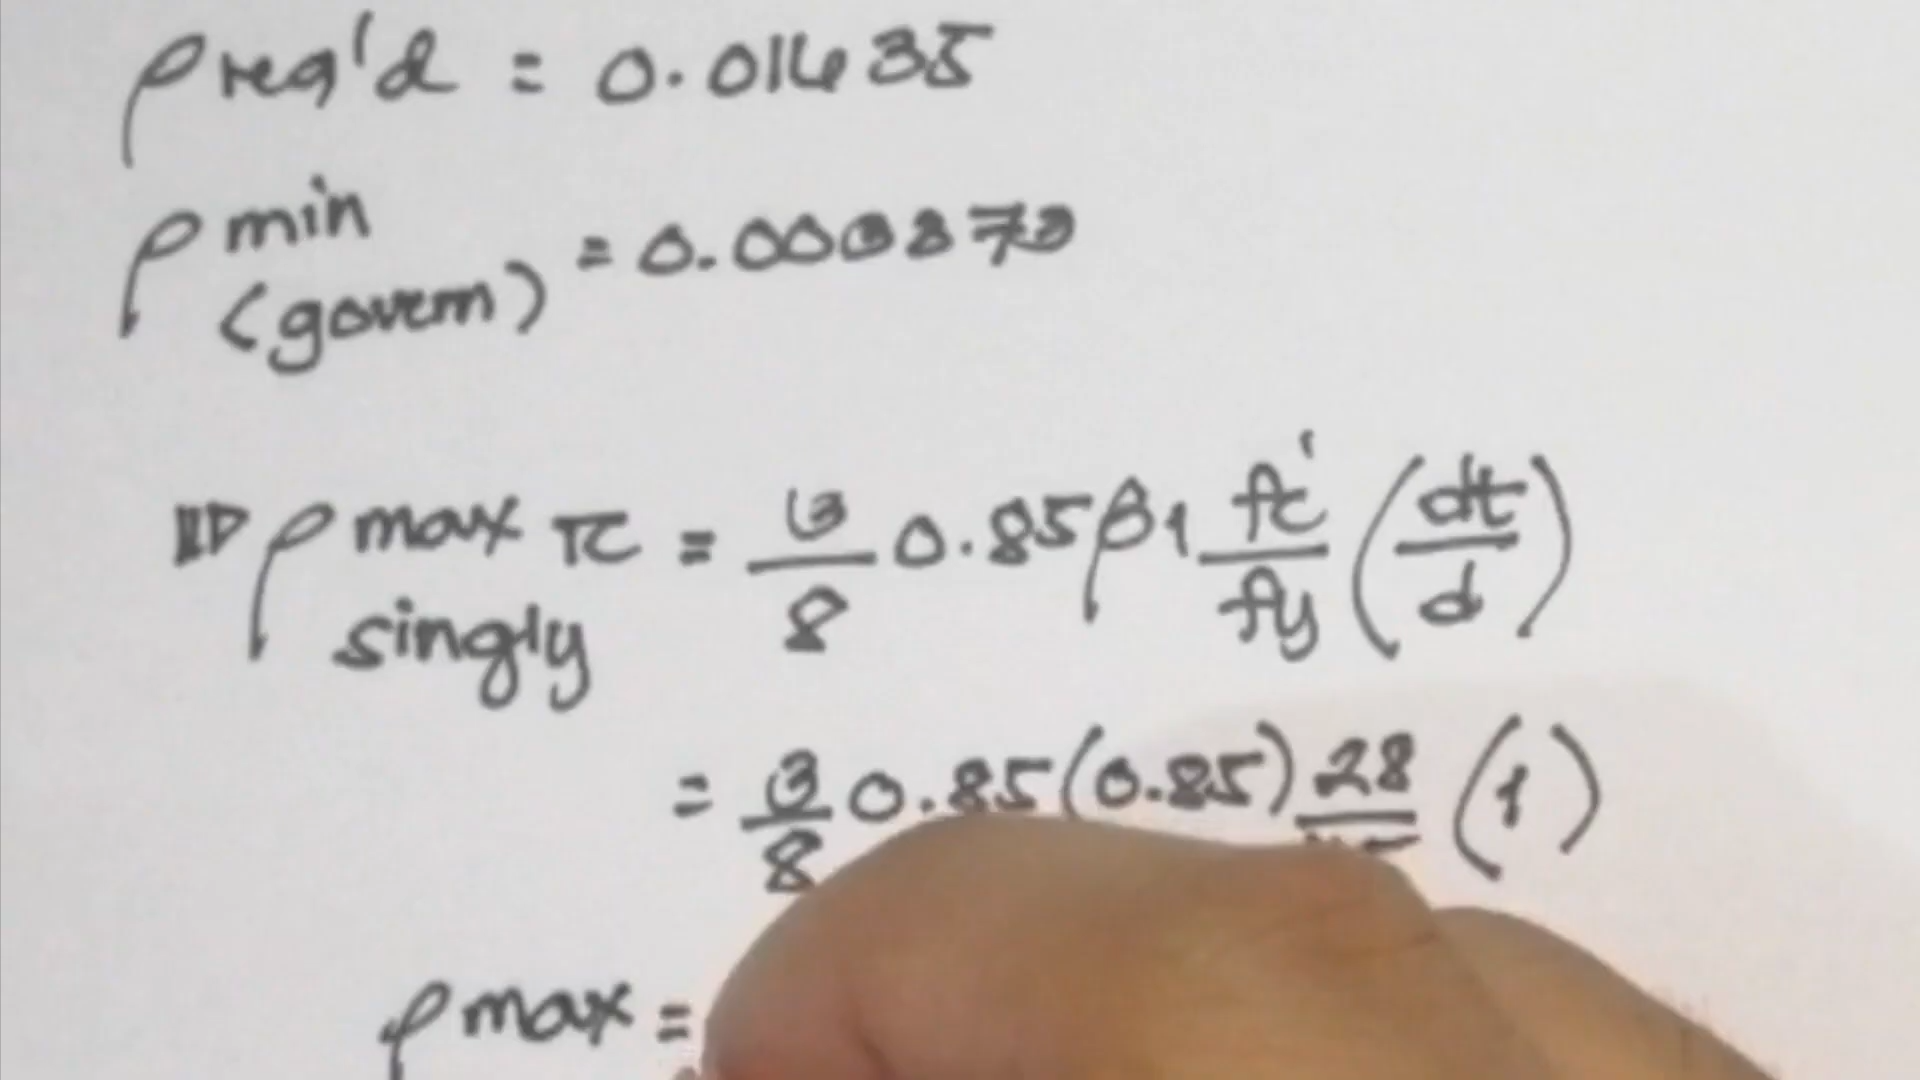 ρ req'd = 0.01635
ρ min (govern) = 0.003373
ρ max TC singly = 3/8 0.85 β1 fc'/fy (dt/d)
= 3/8 0.85 (0.85) 28/ (1)
ρ max =